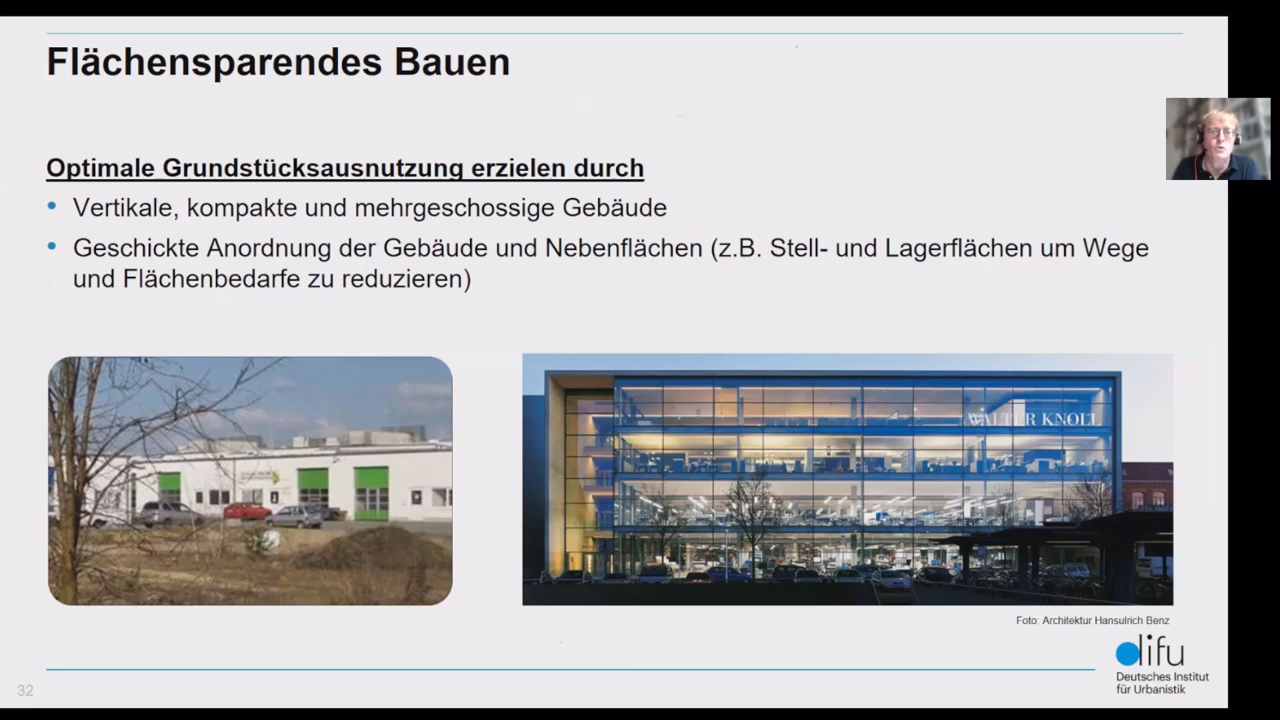 Flächensparendes Bauen
Optimale Grundstücksausnutzung erzielen durch
• Vertikale, kompakte und mehrgeschossige Gebäude
• Geschickte Anordnung der Gebäude und Nebenflächen (z.B. Stell- und Lagerflächen um Wege
und Flächenbedarfe zu reduzieren)
WALTER KNOLL
Foto: Architektur Hansulrich Benz
difu
Deutsches Institut
für Urbanistik
32